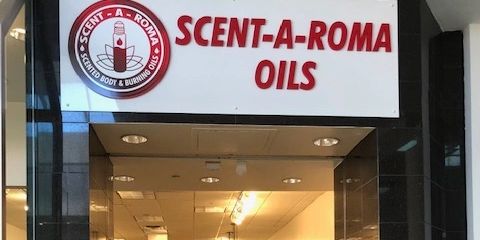 SCENT-A-ROMA
SCENTED BODY & BURNING OILS
SCENT-A-ROMA
OILS